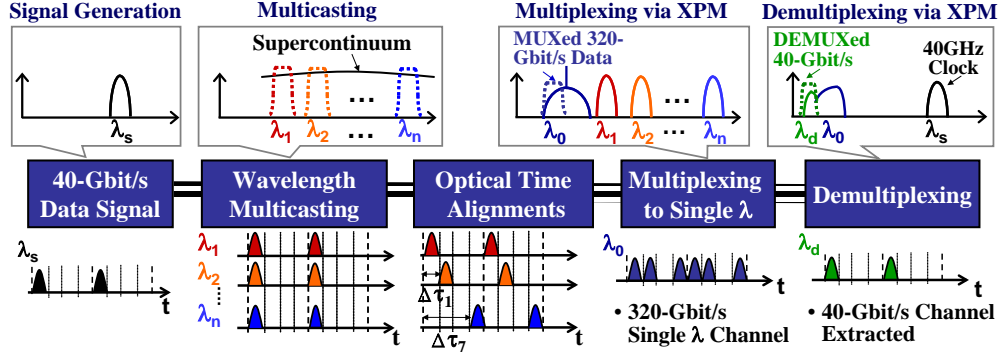 Signal Generation
Multicasting
Multiplexing via XPM
Demultiplexing via XPM
λs
Supercontinuum
...
λ1
λ2
...
λn
MUXed 320-
Gbit/s Data
...
λ0
λ1
λ2
...
λn
DEMUXed
40-Gbit/s
40GHz
Clock
λd
λ0
λs
40-Gbit/s
Data Signal
Wavelength
Multicasting
Optical Time
Alignments
Multiplexing
to Single λ
Demultiplexing
λs
t
λ1
λ2
λn
t
Δτ1
Δτ7
t
λ0
t
• 320-Gbit/s
Single λ Channel
λd
t
• 40-Gbit/s Channel
Extracted